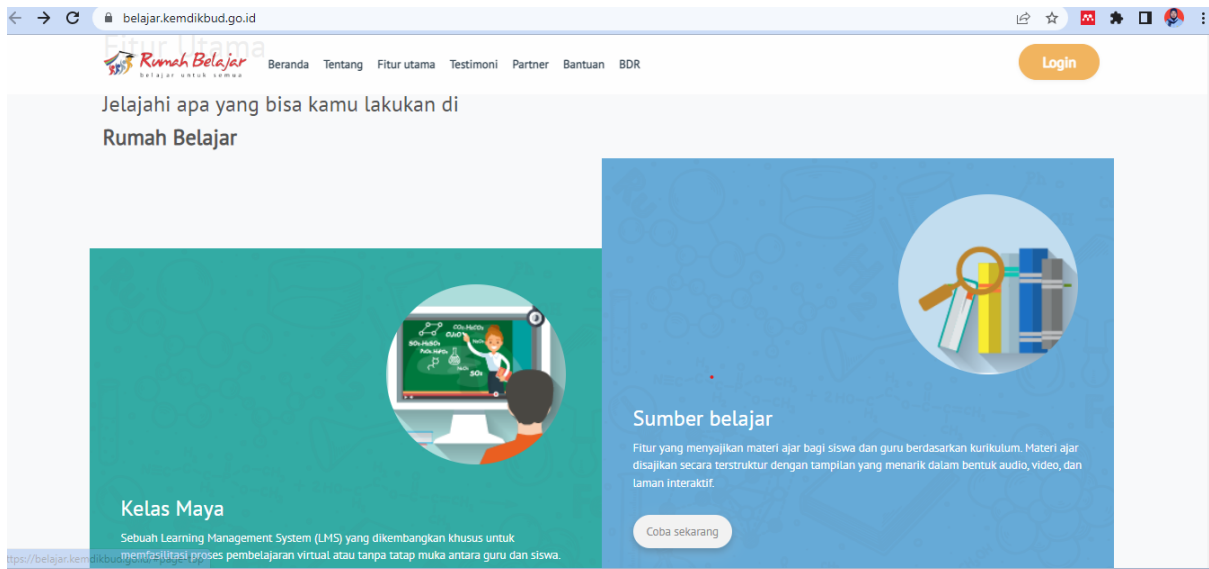 belajar.kemdikbud.go.id
Fitur Utama
Rumah Belajar
belajar untuk semua
Beranda Tentang Fitur utama Testimoni Partner Bantuan BDR
Login
Jelajahi apa yang bisa kamu lakukan di
Rumah Belajar
Kelas Maya
Sebuah Learning Management System (LMS) yang dikembangkan khusus untuk
memfasilitasi proses pembelajaran virtual atau tanpa tatap muka antara guru dan siswa.
Sumber belajar
Fitur yang menyajikan materi ajar bagi siswa dan guru berdasarkan kurikulum. Materi ajar
disajikan secara terstruktur dengan tampilan yang menarik dalam bentuk audio, video, dan
laman interaktif.
Coba sekarang